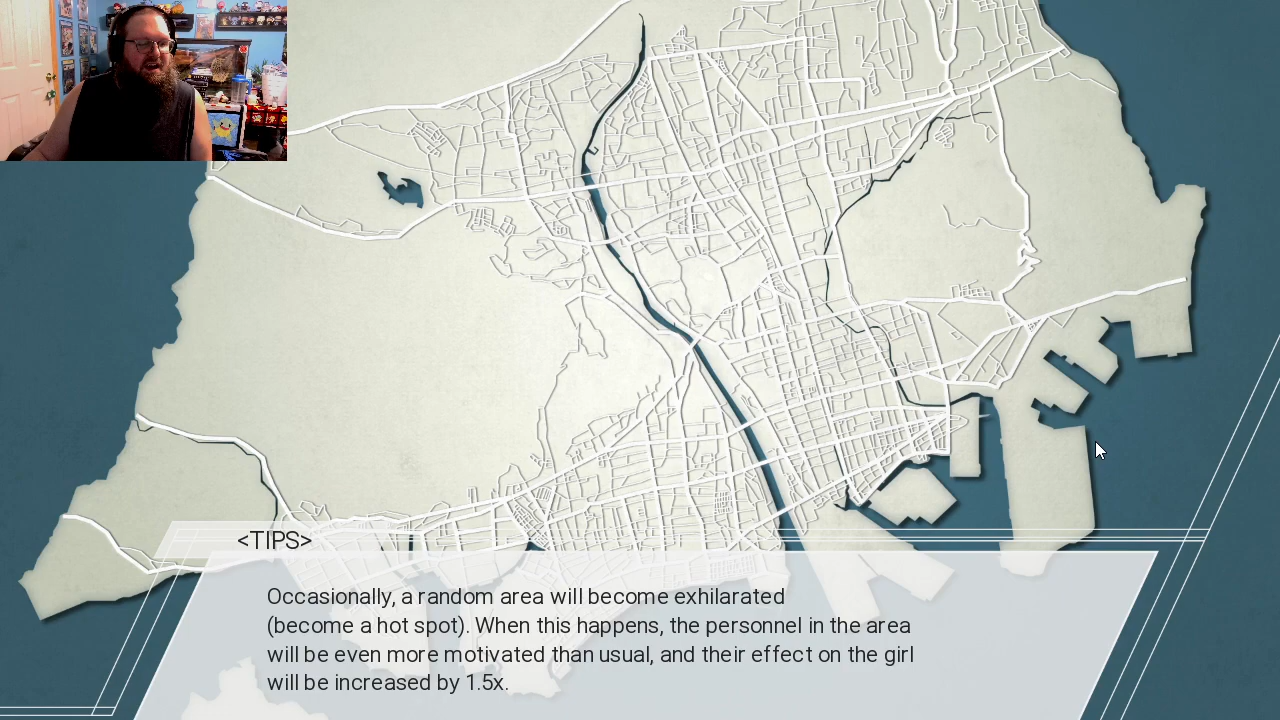 <TIPS>
Occasionally, a random area will become exhilarated
(become a hot spot). When this happens, the personnel in the area
will be even more motivated than usual, and their effect on the girl
will be increased by 1.5x.